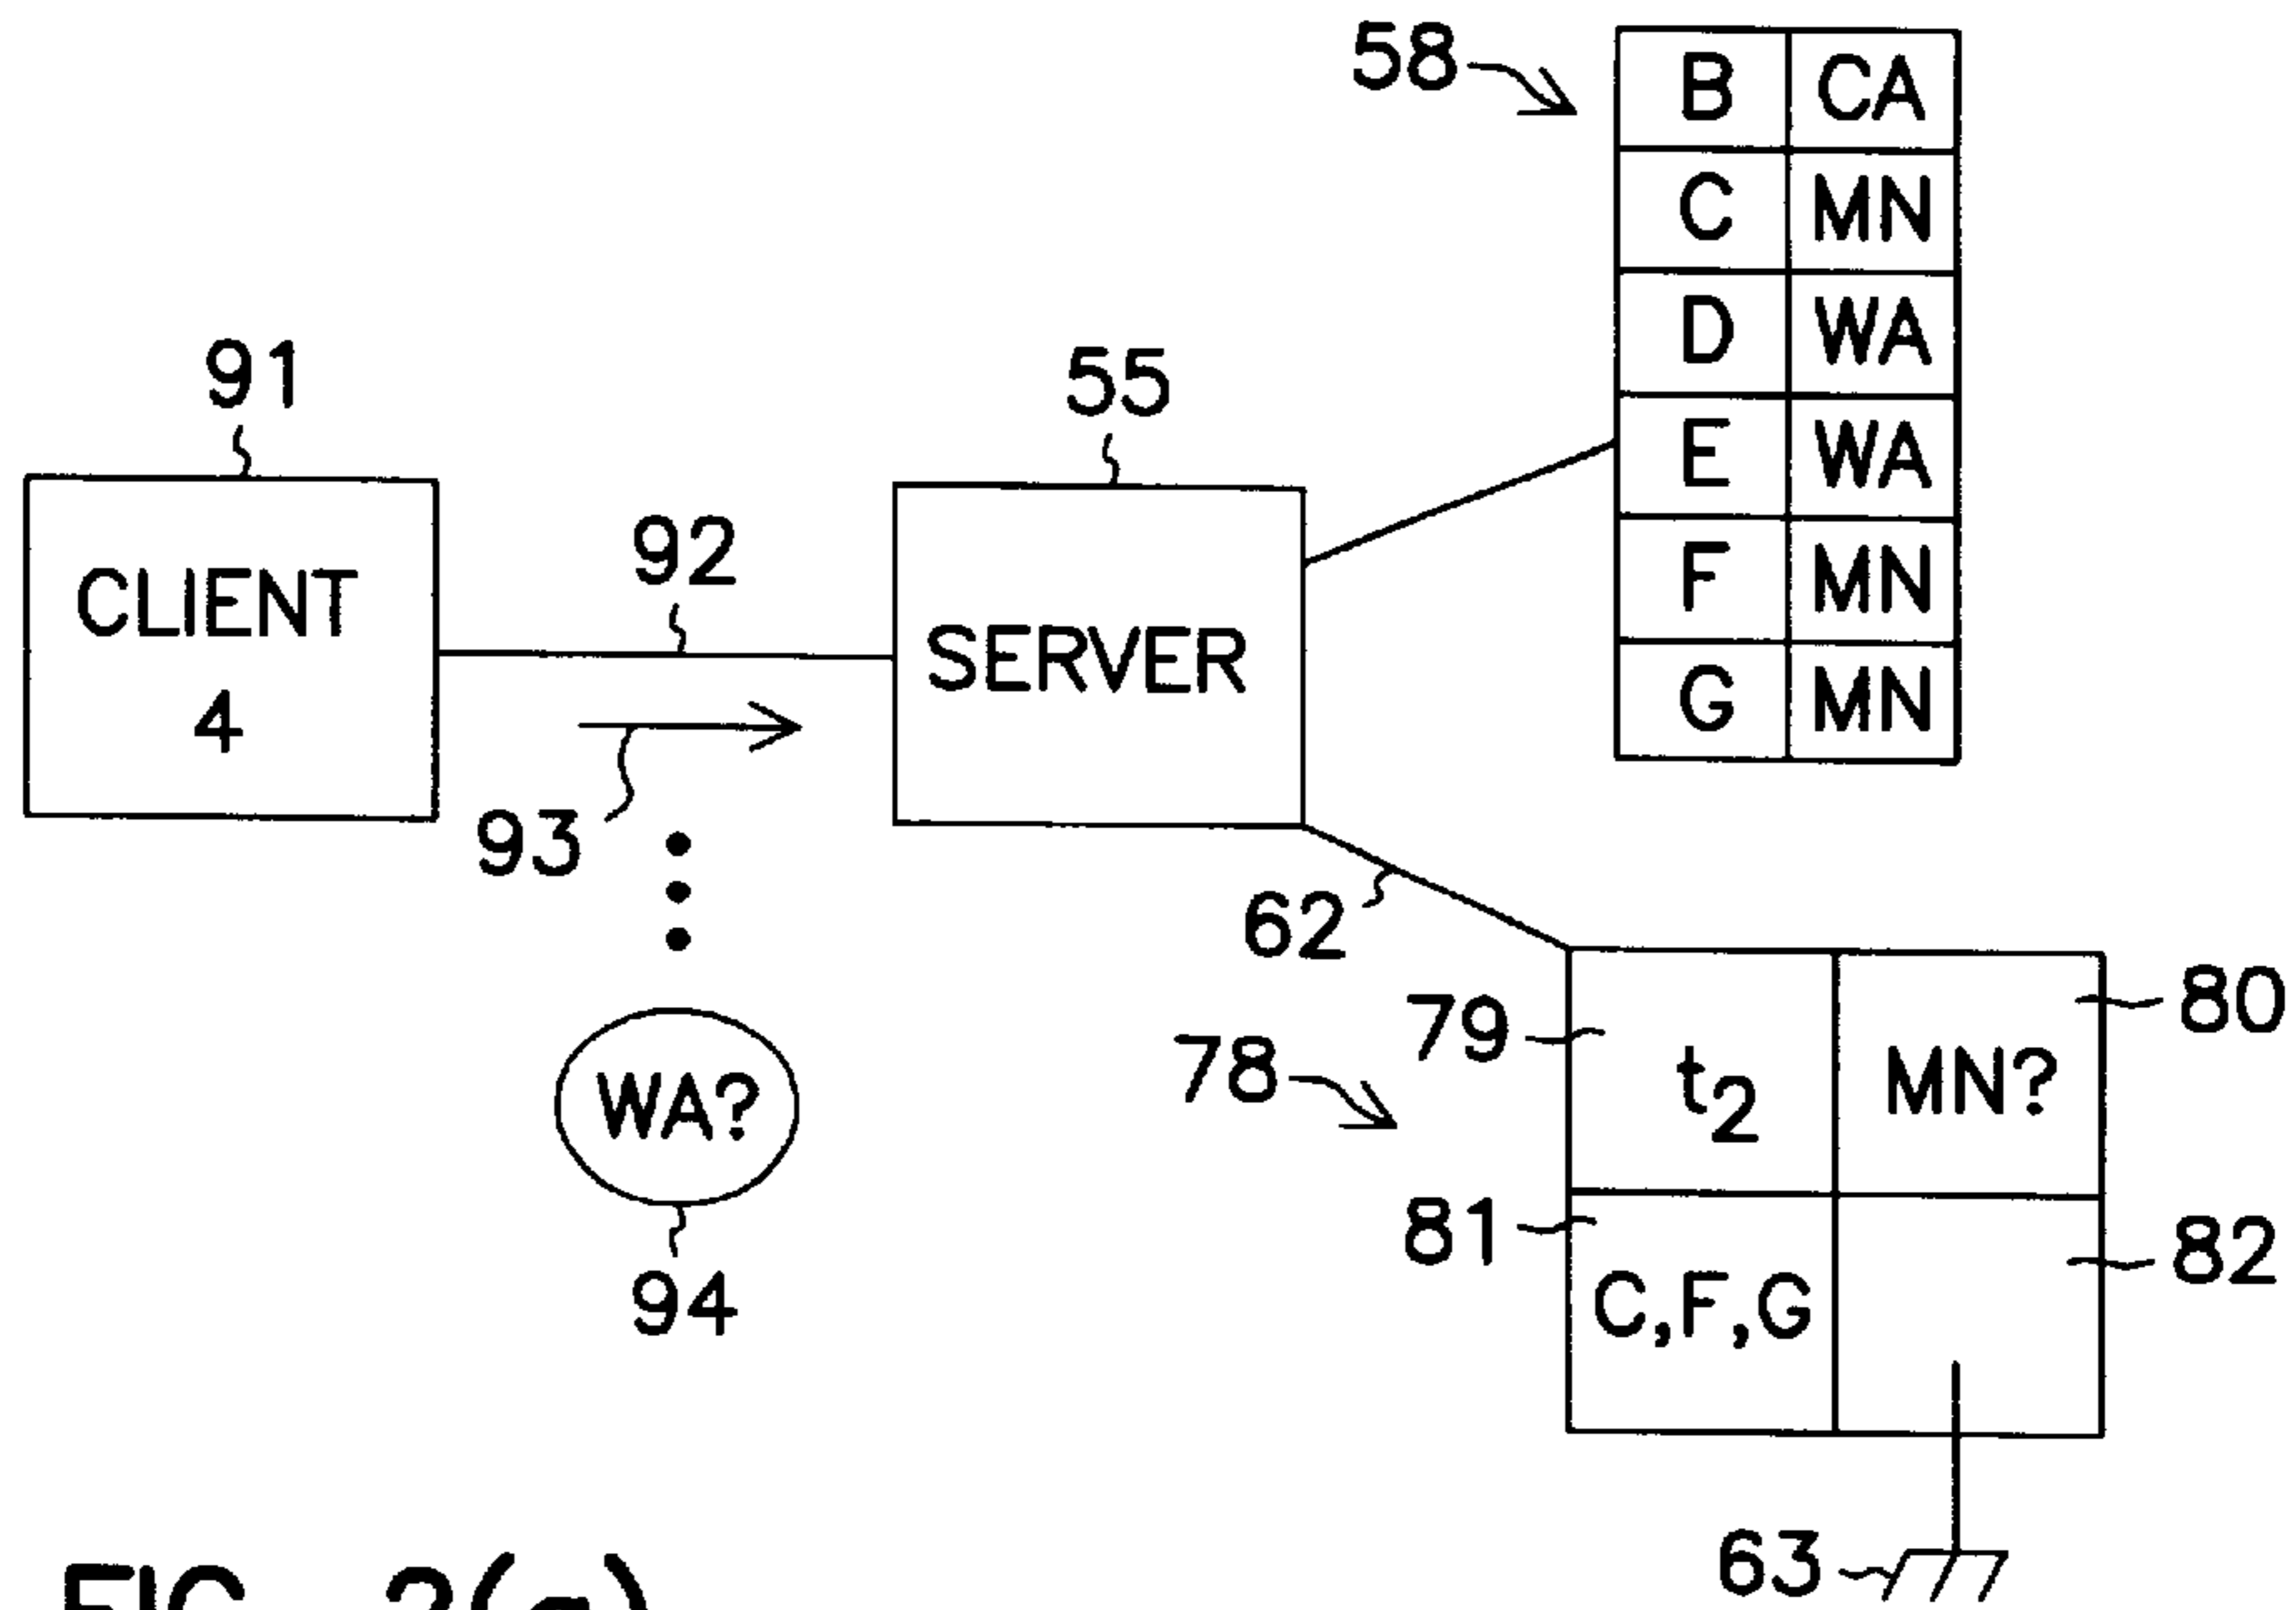 58
B CA
C MN
D WA
E WA
F MN
G MN
91
CLIENT
4
92
93
55
SERVER
WA?
94
62
78
79
t2
80
MN?
81
C,F,G
82
63